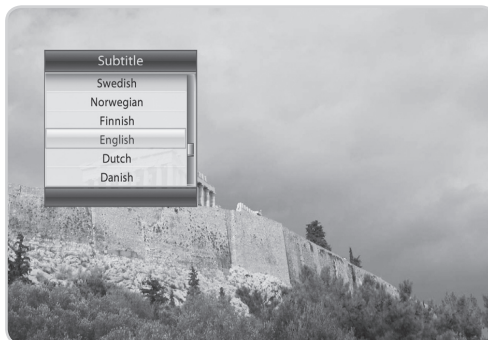 Subtitle
Swedish
Norwegian
Finnish
English
Dutch
Danish